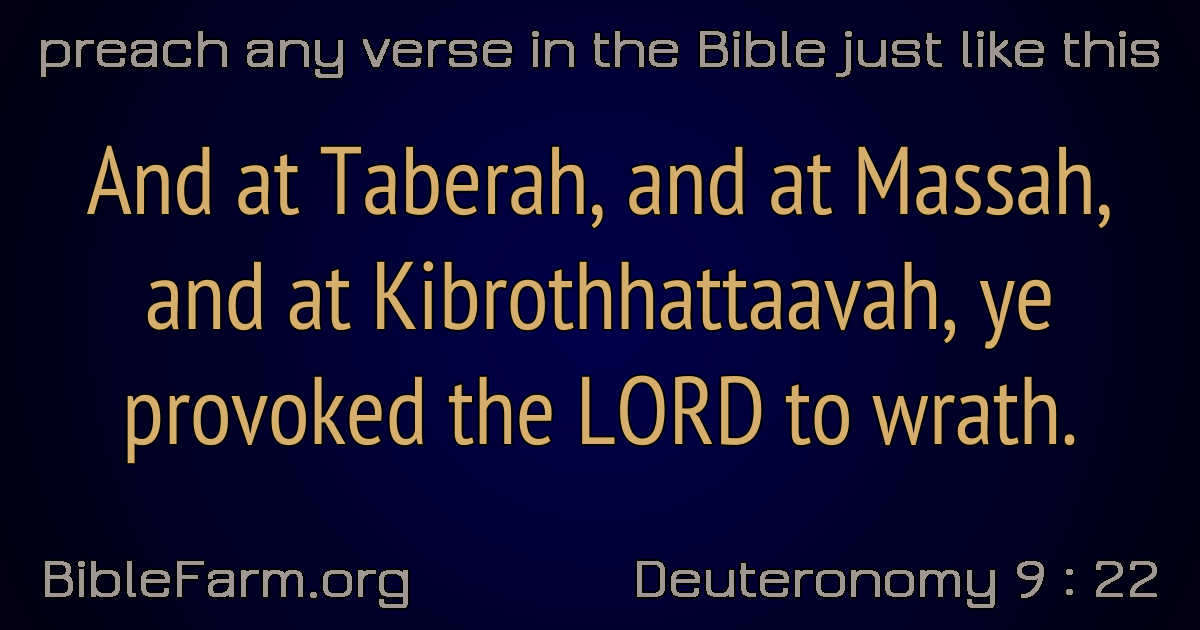 preach any verse in the Bible just like this
And at Taberah, and at Massah,
and at Kibrothhattaavah, ye
provoked the LORD to wrath.
BibleFarm.org
Deuteronomy 9 : 22